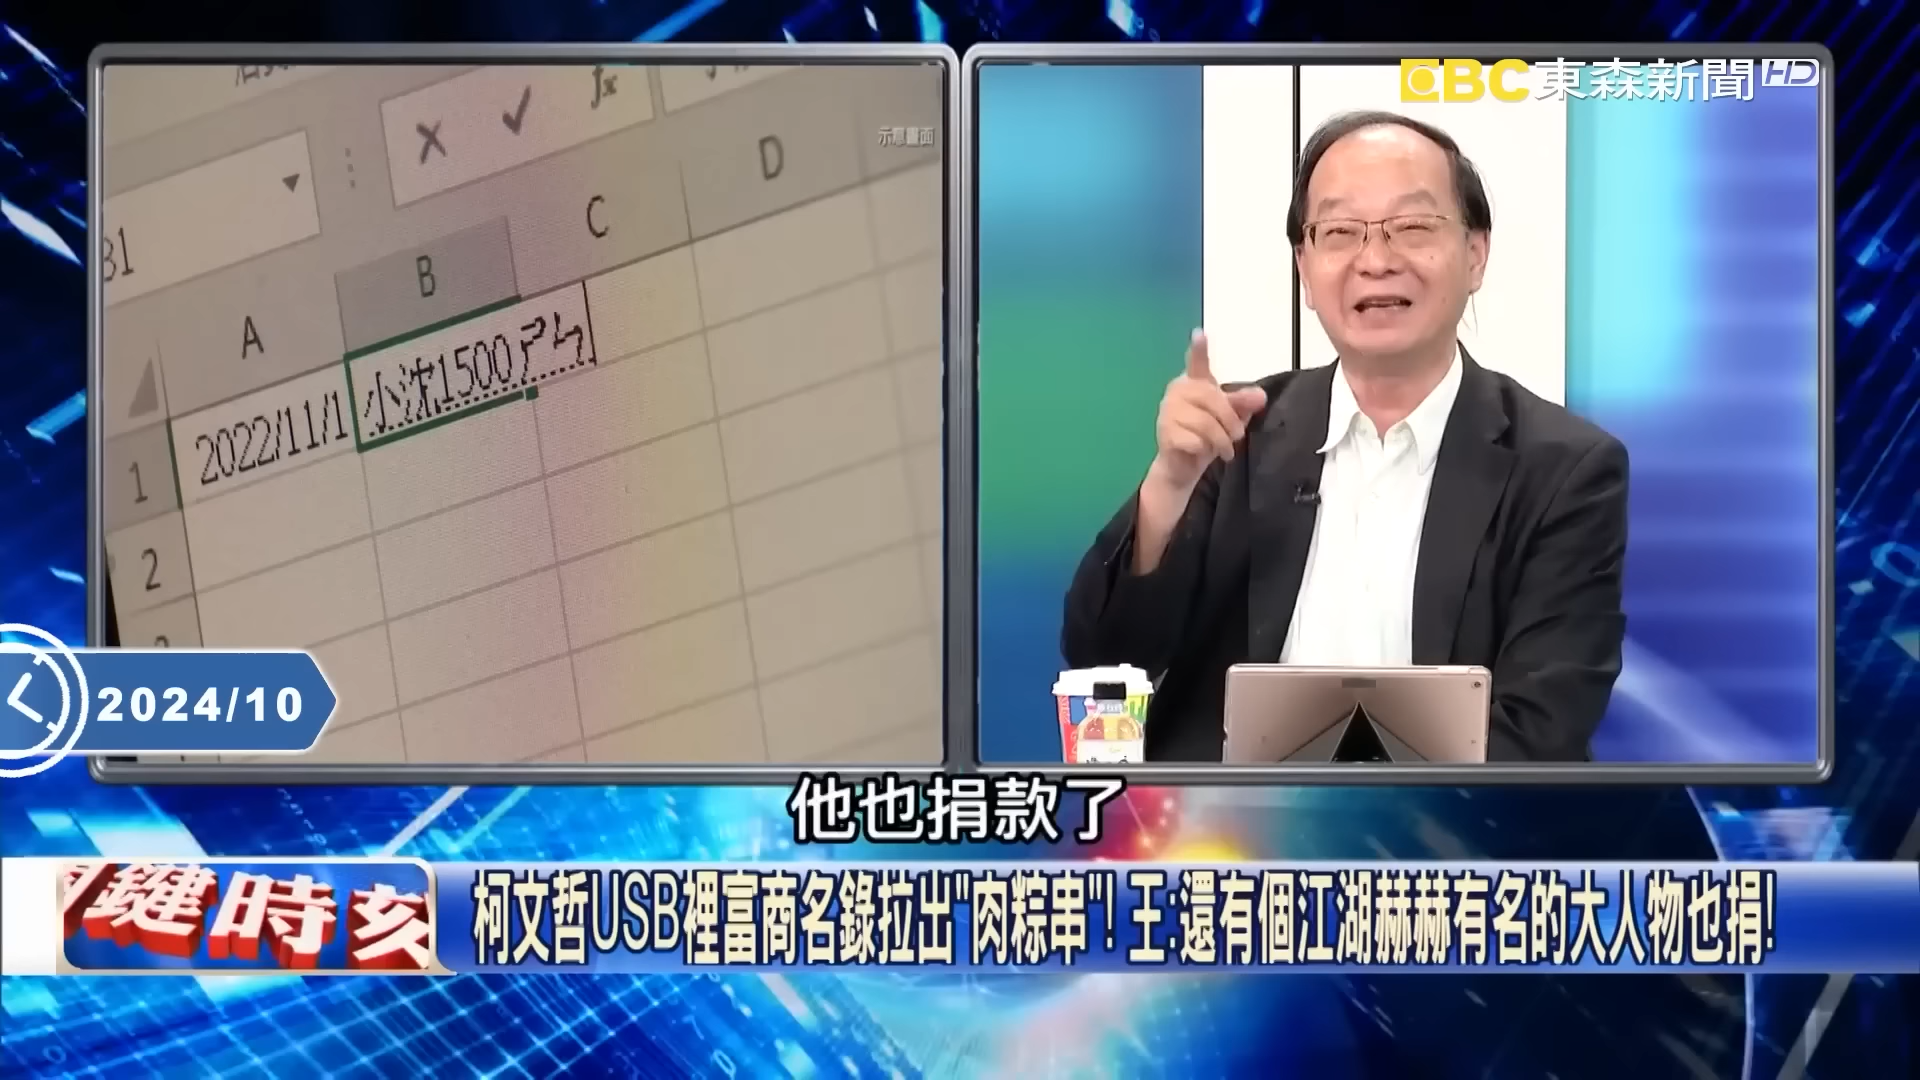 EBC東森新聞HD
示意畫面
fx
B1
A
B
C
D
1
2022/11/1
小沈1500ㄕㄣ
2
2024/10
他也捐款了
關鍵時刻
柯文哲USB裡富商名錄拉出"肉粽串"! 王:還有個江湖赫赫有名的大人物也捐!